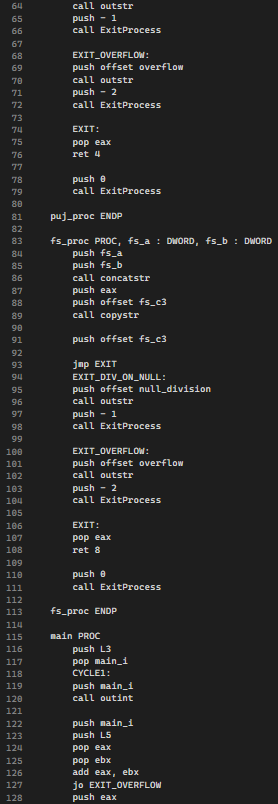 64 call outstr
65 push - 1
66 call ExitProcess
67
68 EXIT_OVERFLOW:
69 push offset overflow
70 call outstr
71 push - 2
72 call ExitProcess
73
74 EXIT:
75 pop eax
76 ret 4
77
78 push 0
79 call ExitProcess
80
81 puj_proc ENDP
82
83 fs_proc PROC, fs_a : DWORD, fs_b : DWORD
84 push fs_a
85 push fs_b
86 call concatstr
87 push eax
88 push offset fs_c3
89 call copystr
90
91 push offset fs_c3
92
93 jmp EXIT
94 EXIT_DIV_ON_NULL:
95 push offset null_division
96 call outstr
97 push - 1
98 call ExitProcess
99
100 EXIT_OVERFLOW:
101 push offset overflow
102 call outstr
103 push - 2
104 call ExitProcess
105
106 EXIT:
107 pop eax
108 ret 8
109
110 push 0
111 call ExitProcess
112
113 fs_proc ENDP
114
115 main PROC
116 push L3
117 pop main_i
118 CYCLE1:
119 push main_i
120 call outint
121
122 push main_i
123 push L5
124 pop eax
125 pop ebx
126 add eax, ebx
127 jo EXIT_OVERFLOW
128 push eax